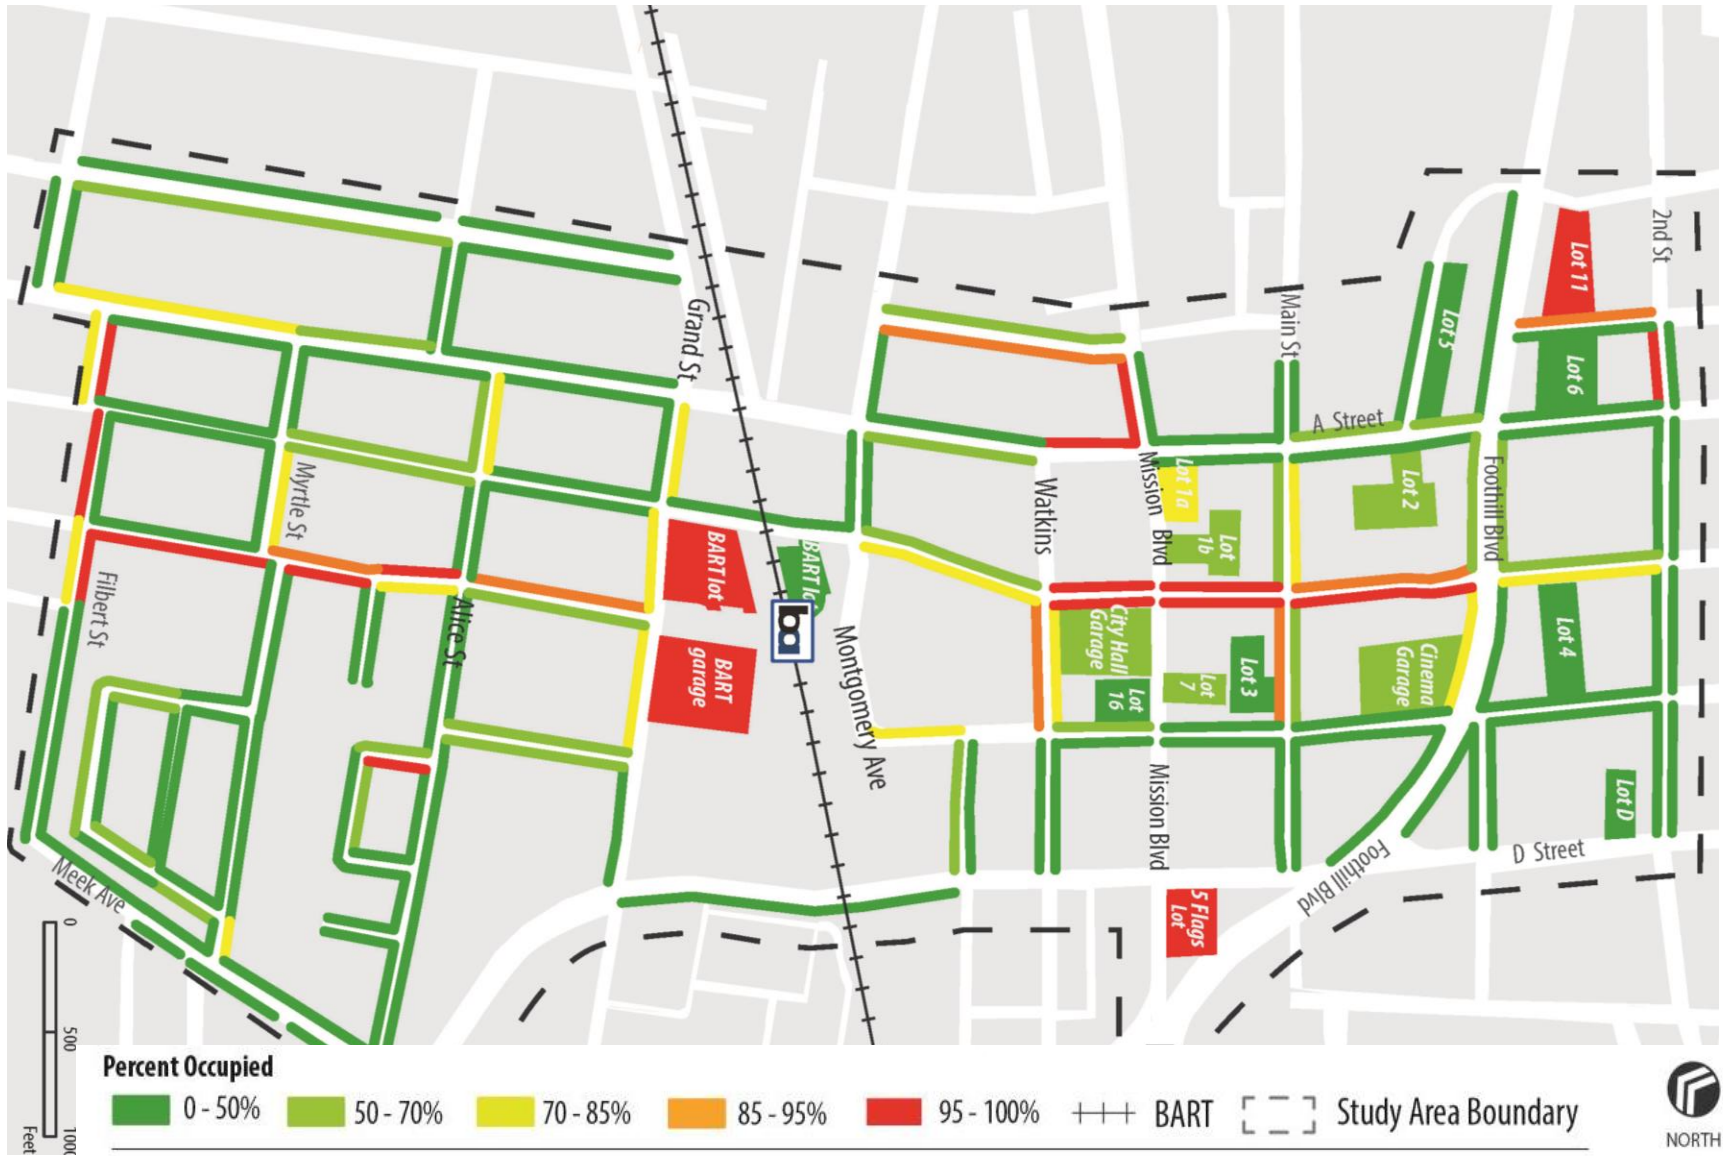 2nd St
Lot 11
Grand St
Main St
Lot 5
Lot 6
A Street
Myrtle St
Watkins
Mission
Blvd
Lot 1a
Lot
1b
Lot 2
Foothill Blvd
BART lot
BART lo
Filbert St
Alice St
ba
City Hall
Garage
Lot 4
Montgomery Ave
BART
garage
Lot
16
Lot
7
Lot 3
Cinema
Garage
Mission Blvd
Lot D
Meek Ave
D Street
Foothill Blvd
5 Flags
Lot
0
500
1000
Feet
Percent Occupied
0 - 50%
50 - 70%
70 - 85%
85 - 95%
95 - 100%
BART
Study Area Boundary
NORTH